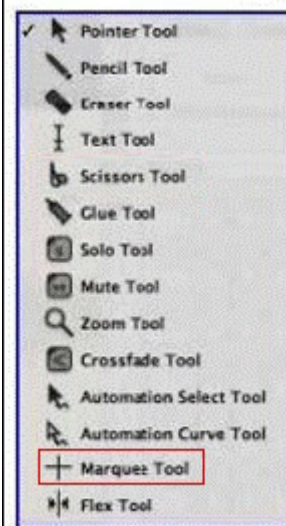 Pointer Tool
Pencil Tool
Eraser Tool
Text Tool
Scissors Tool
Glue Tool
Solo Tool
Mute Tool
Zoom Tool
Crossfade Tool
Automation Select Tool
Automation Curve Tool
Marquee Tool
Flex Tool